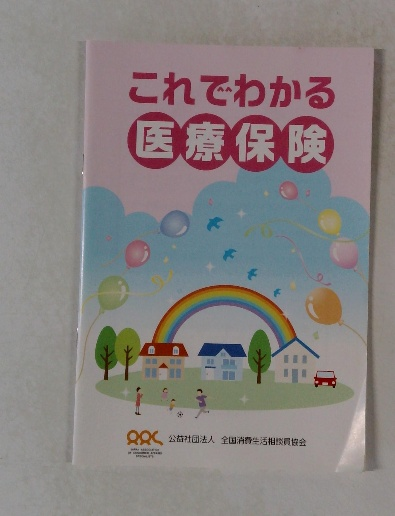 これでわかる
医療保険
公益社団法人 全国消費生活相談員協会